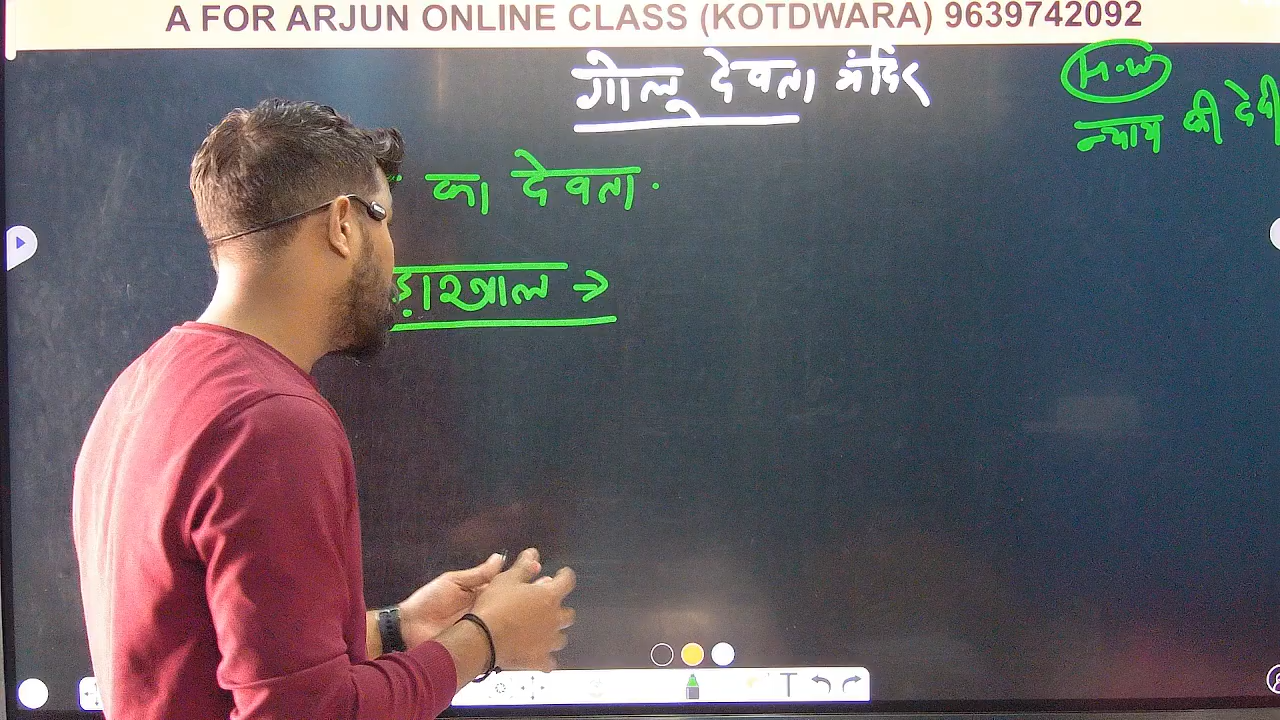 A FOR ARJUN ONLINE CLASS (KOTDWARA) 9639742092
गोलू देवता मंदिर
H.W
न्याय की देवी
का देवता.
T